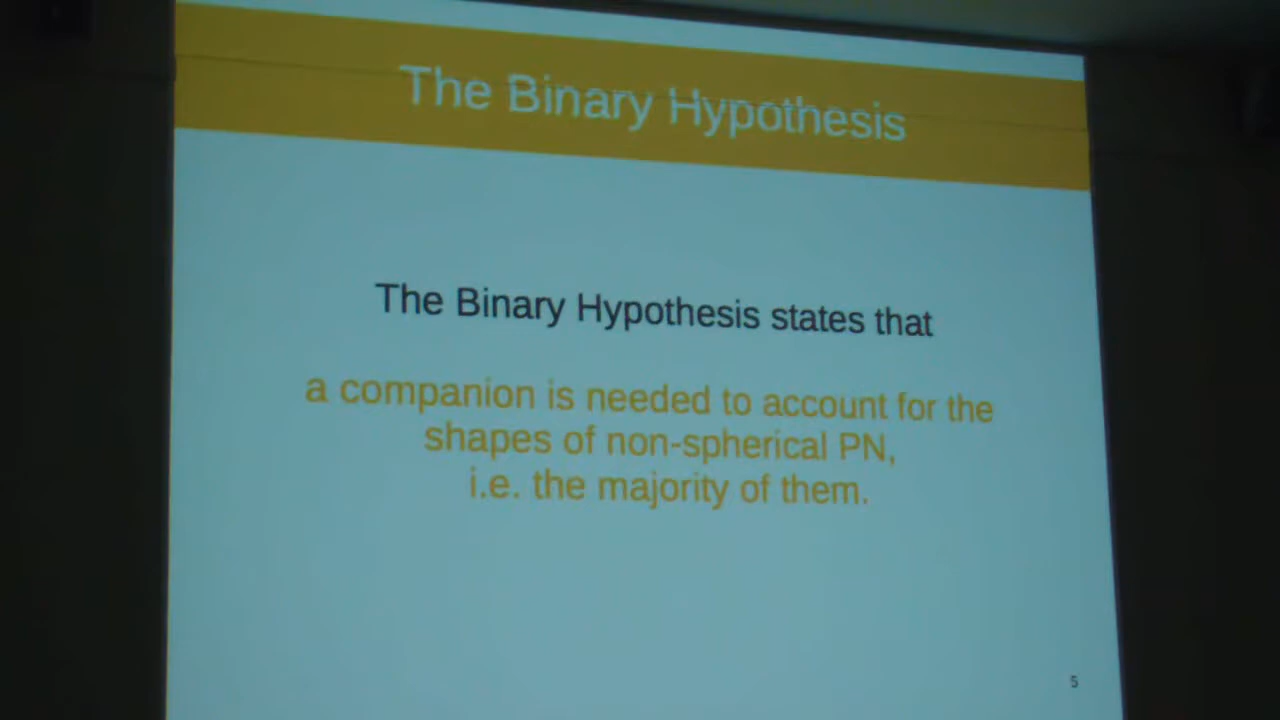 The Binary Hypothesis
The Binary Hypothesis states that
a companion is needed to account for the
shapes of non-spherical PN,
i.e. the majority of them.
5